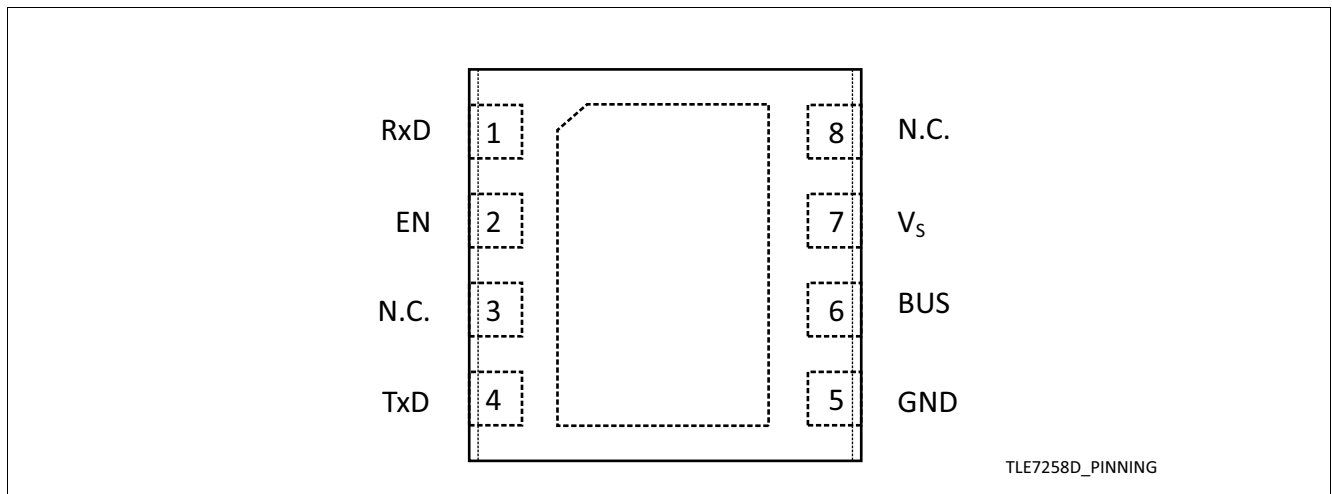 RxD 1 8 N.C.
EN 2 7 VS
N.C. 3 6 BUS
TxD 4 5 GND
TLE7258D_PINNING